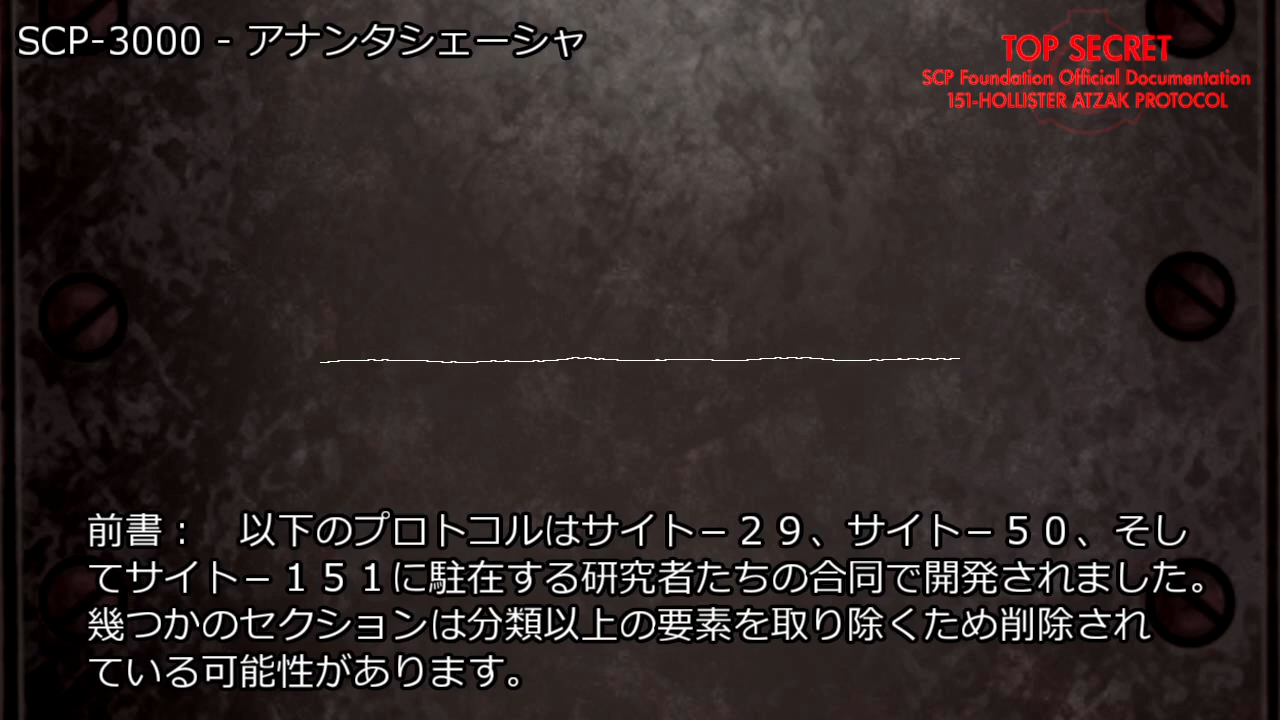 SCP-3000 - アナンタシェーシャ
TOP SECRET
SCP Foundation Official Documentation
151-HOLLISTER ATZAK PROTOCOL
前書：　以下のプロトコルはサイト−２９、サイト−５０、そし
てサイト−１５１に駐在する研究者たちの合同で開発されました。
幾つかのセクションは分類以上の要素を取り除くため削除され
ている可能性があります。